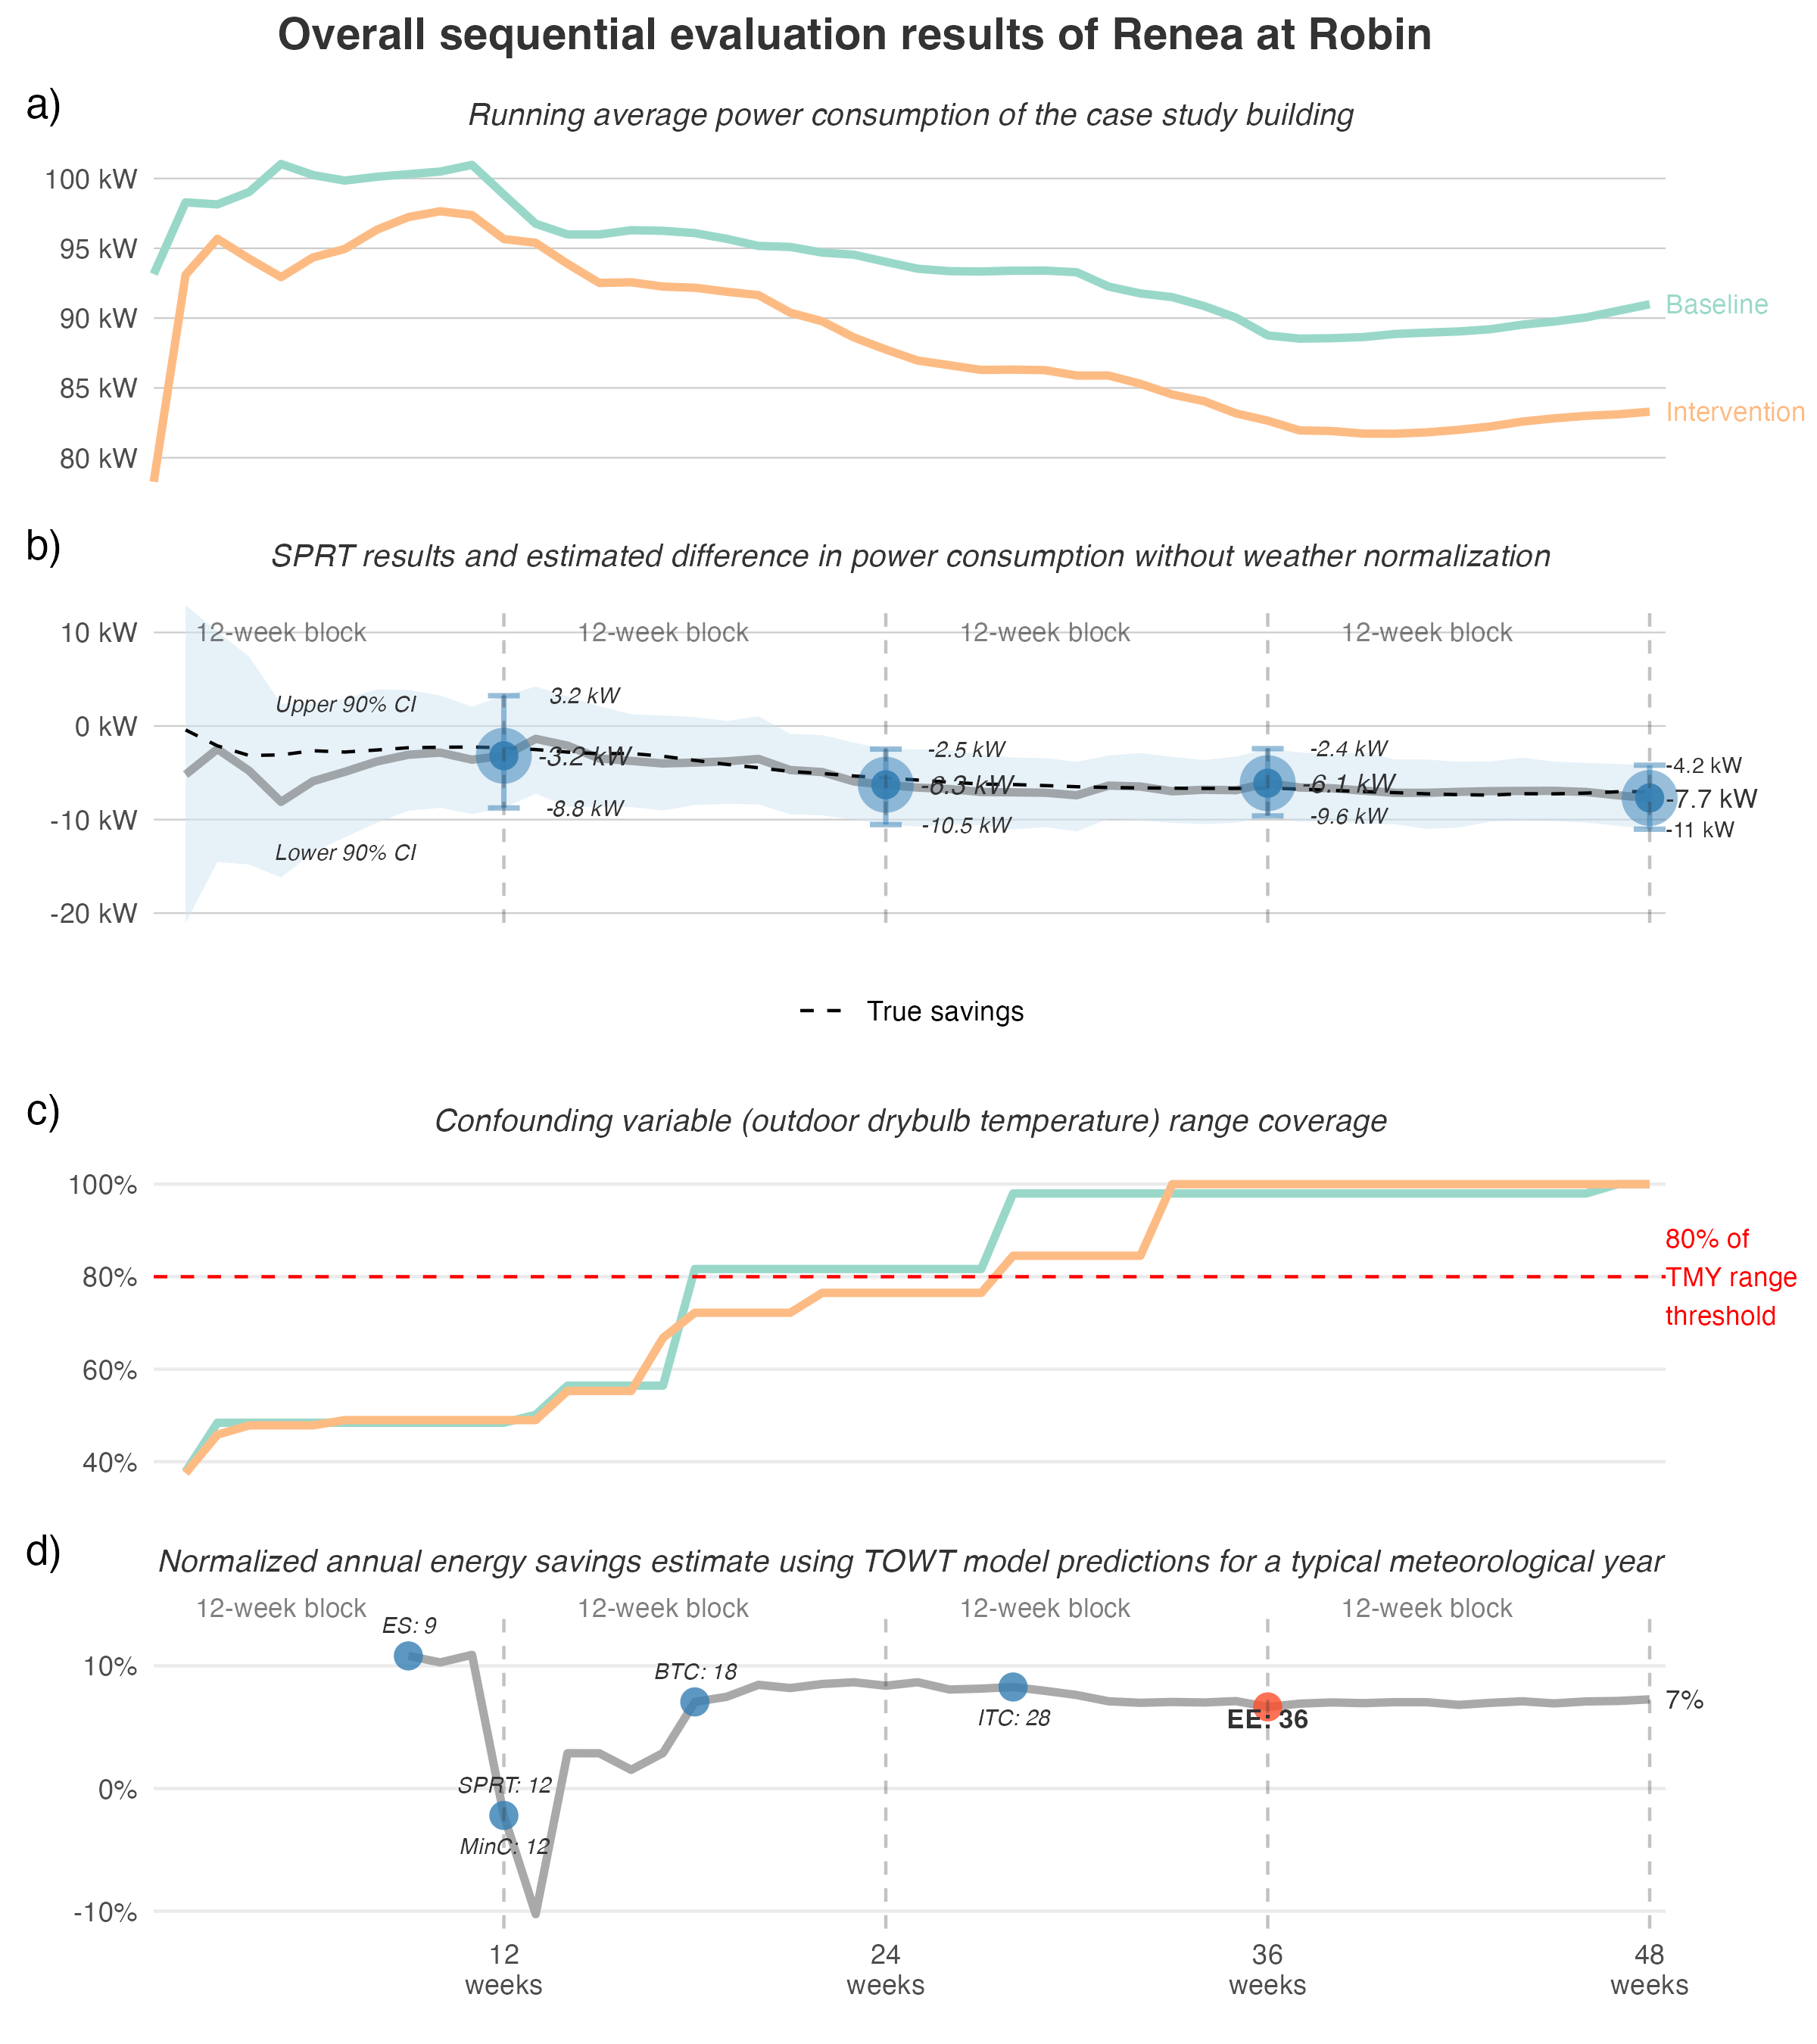 Overall sequential evaluation results of Renea at Robin
a)
Running average power consumption of the case study building
100 kW
95 kW
90 kW
85 kW
80 kW
Baseline
Intervention
b)
SPRT results and estimated difference in power consumption without weather normalization
10 kW
0 kW
-10 kW
-20 kW
12-week block
12-week block
12-week block
12-week block
Upper 90% CI
Lower 90% CI
3.2 kW
-3.2 kW
-8.8 kW
-2.5 kW
-6.3 kW
-10.5 kW
-2.4 kW
-6.1 kW
-9.6 kW
-4.2 kW
-7.7 kW
-11 kW
True savings
c)
Confounding variable (outdoor drybulb temperature) range coverage
100%
80%
60%
40%
80% of
TMY range
threshold
d)
Normalized annual energy savings estimate using TOWT model predictions for a typical meteorological year
12-week block
12-week block
12-week block
12-week block
10%
0%
-10%
ES: 9
SPRT: 12
MinC: 12
BTC: 18
ITC: 28
EE: 36
7%
12
weeks
24
weeks
36
weeks
48
weeks